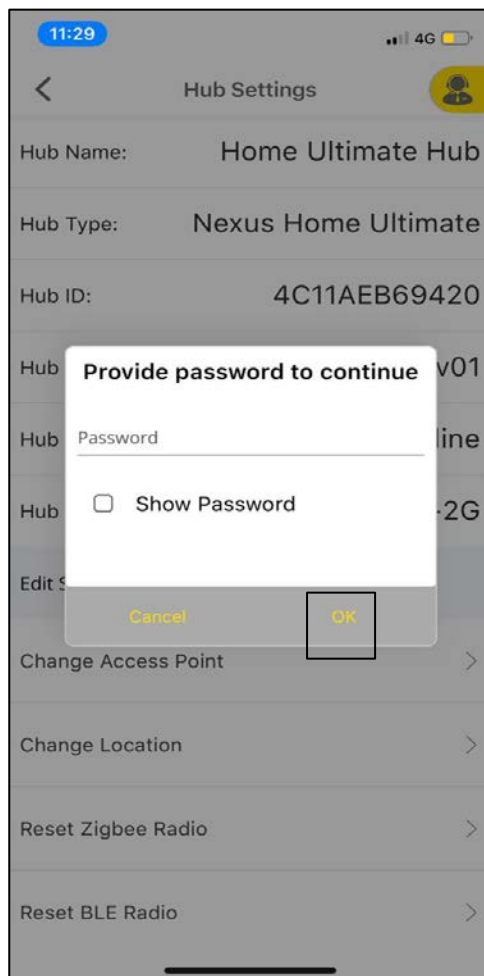 11:29 4G
Hub Settings
Hub Name: Home Ultimate Hub
Hub Type: Nexus Home Ultimate
Hub ID: 4C11AEB69420
Hub v01
Provide password to continue
Hub line
Password
Hub -2G
Show Password
Edit S
Cancel OK
Change Access Point
Change Location
Reset Zigbee Radio
Reset BLE Radio